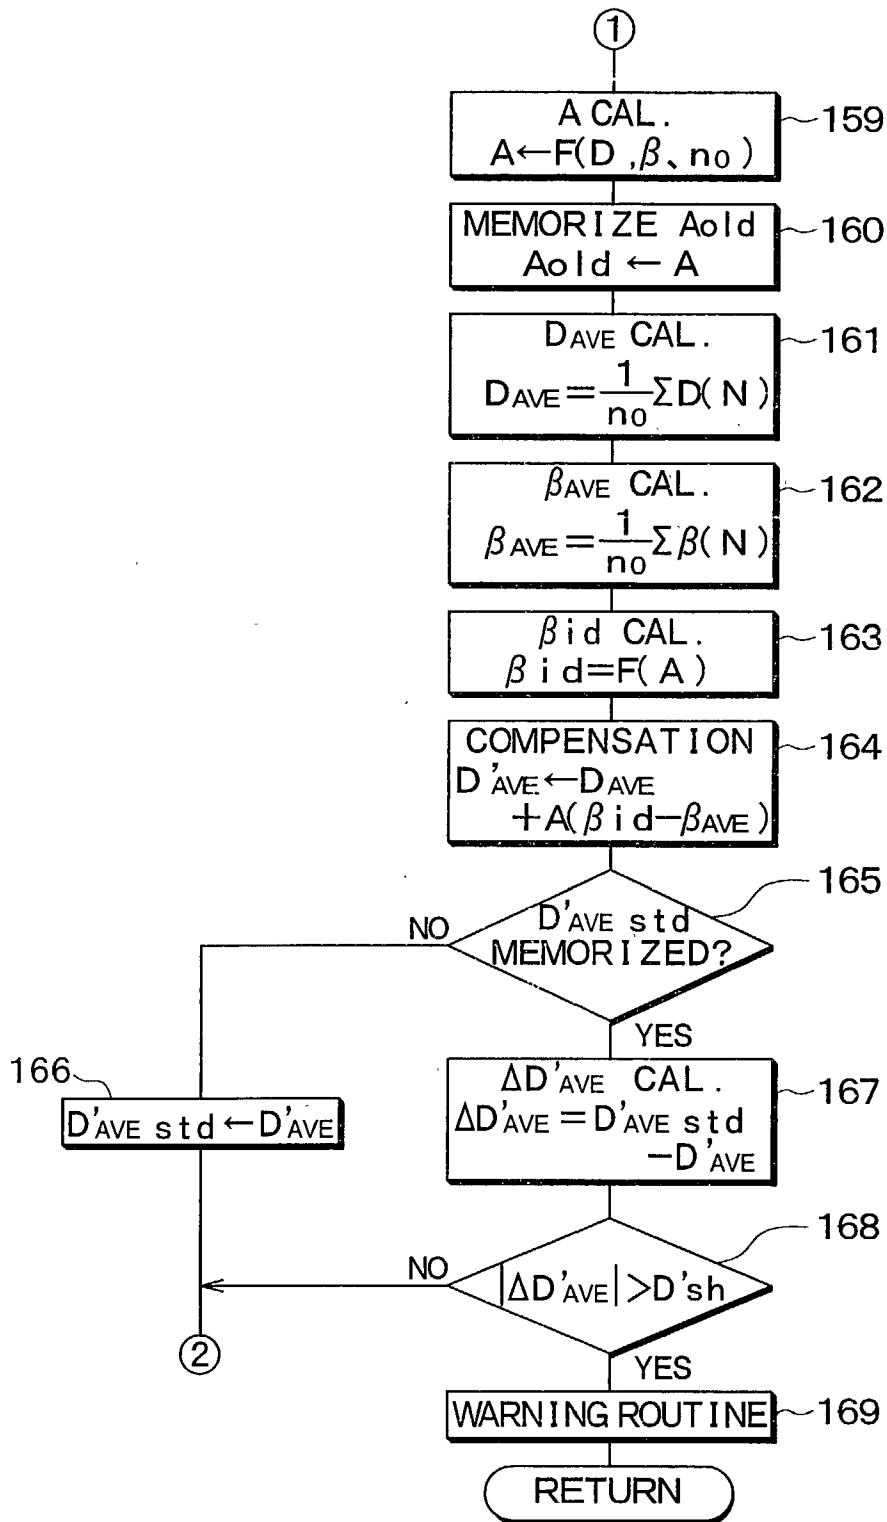 ①
A CAL.
A←F(D ,β、n0)
159
MEMORIZE Aold
Aold ← A
160
DAVE CAL.
DAVE=1/n0 ΣD(N)
161
βAVE CAL.
βAVE=1/n0 Σβ(N)
162
βid CAL.
βid=F(A)
163
COMPENSATION
D'AVE←DAVE
+A(βid−βAVE)
164
D'AVE std
MEMORIZED?
165
NO
YES
166
D'AVE std ←D'AVE
ΔD'AVE CAL.
ΔD'AVE=D'AVE std
−D'AVE
167
|ΔD'AVE|>D'sh
168
NO
②
YES
WARNING ROUTINE
169
RETURN